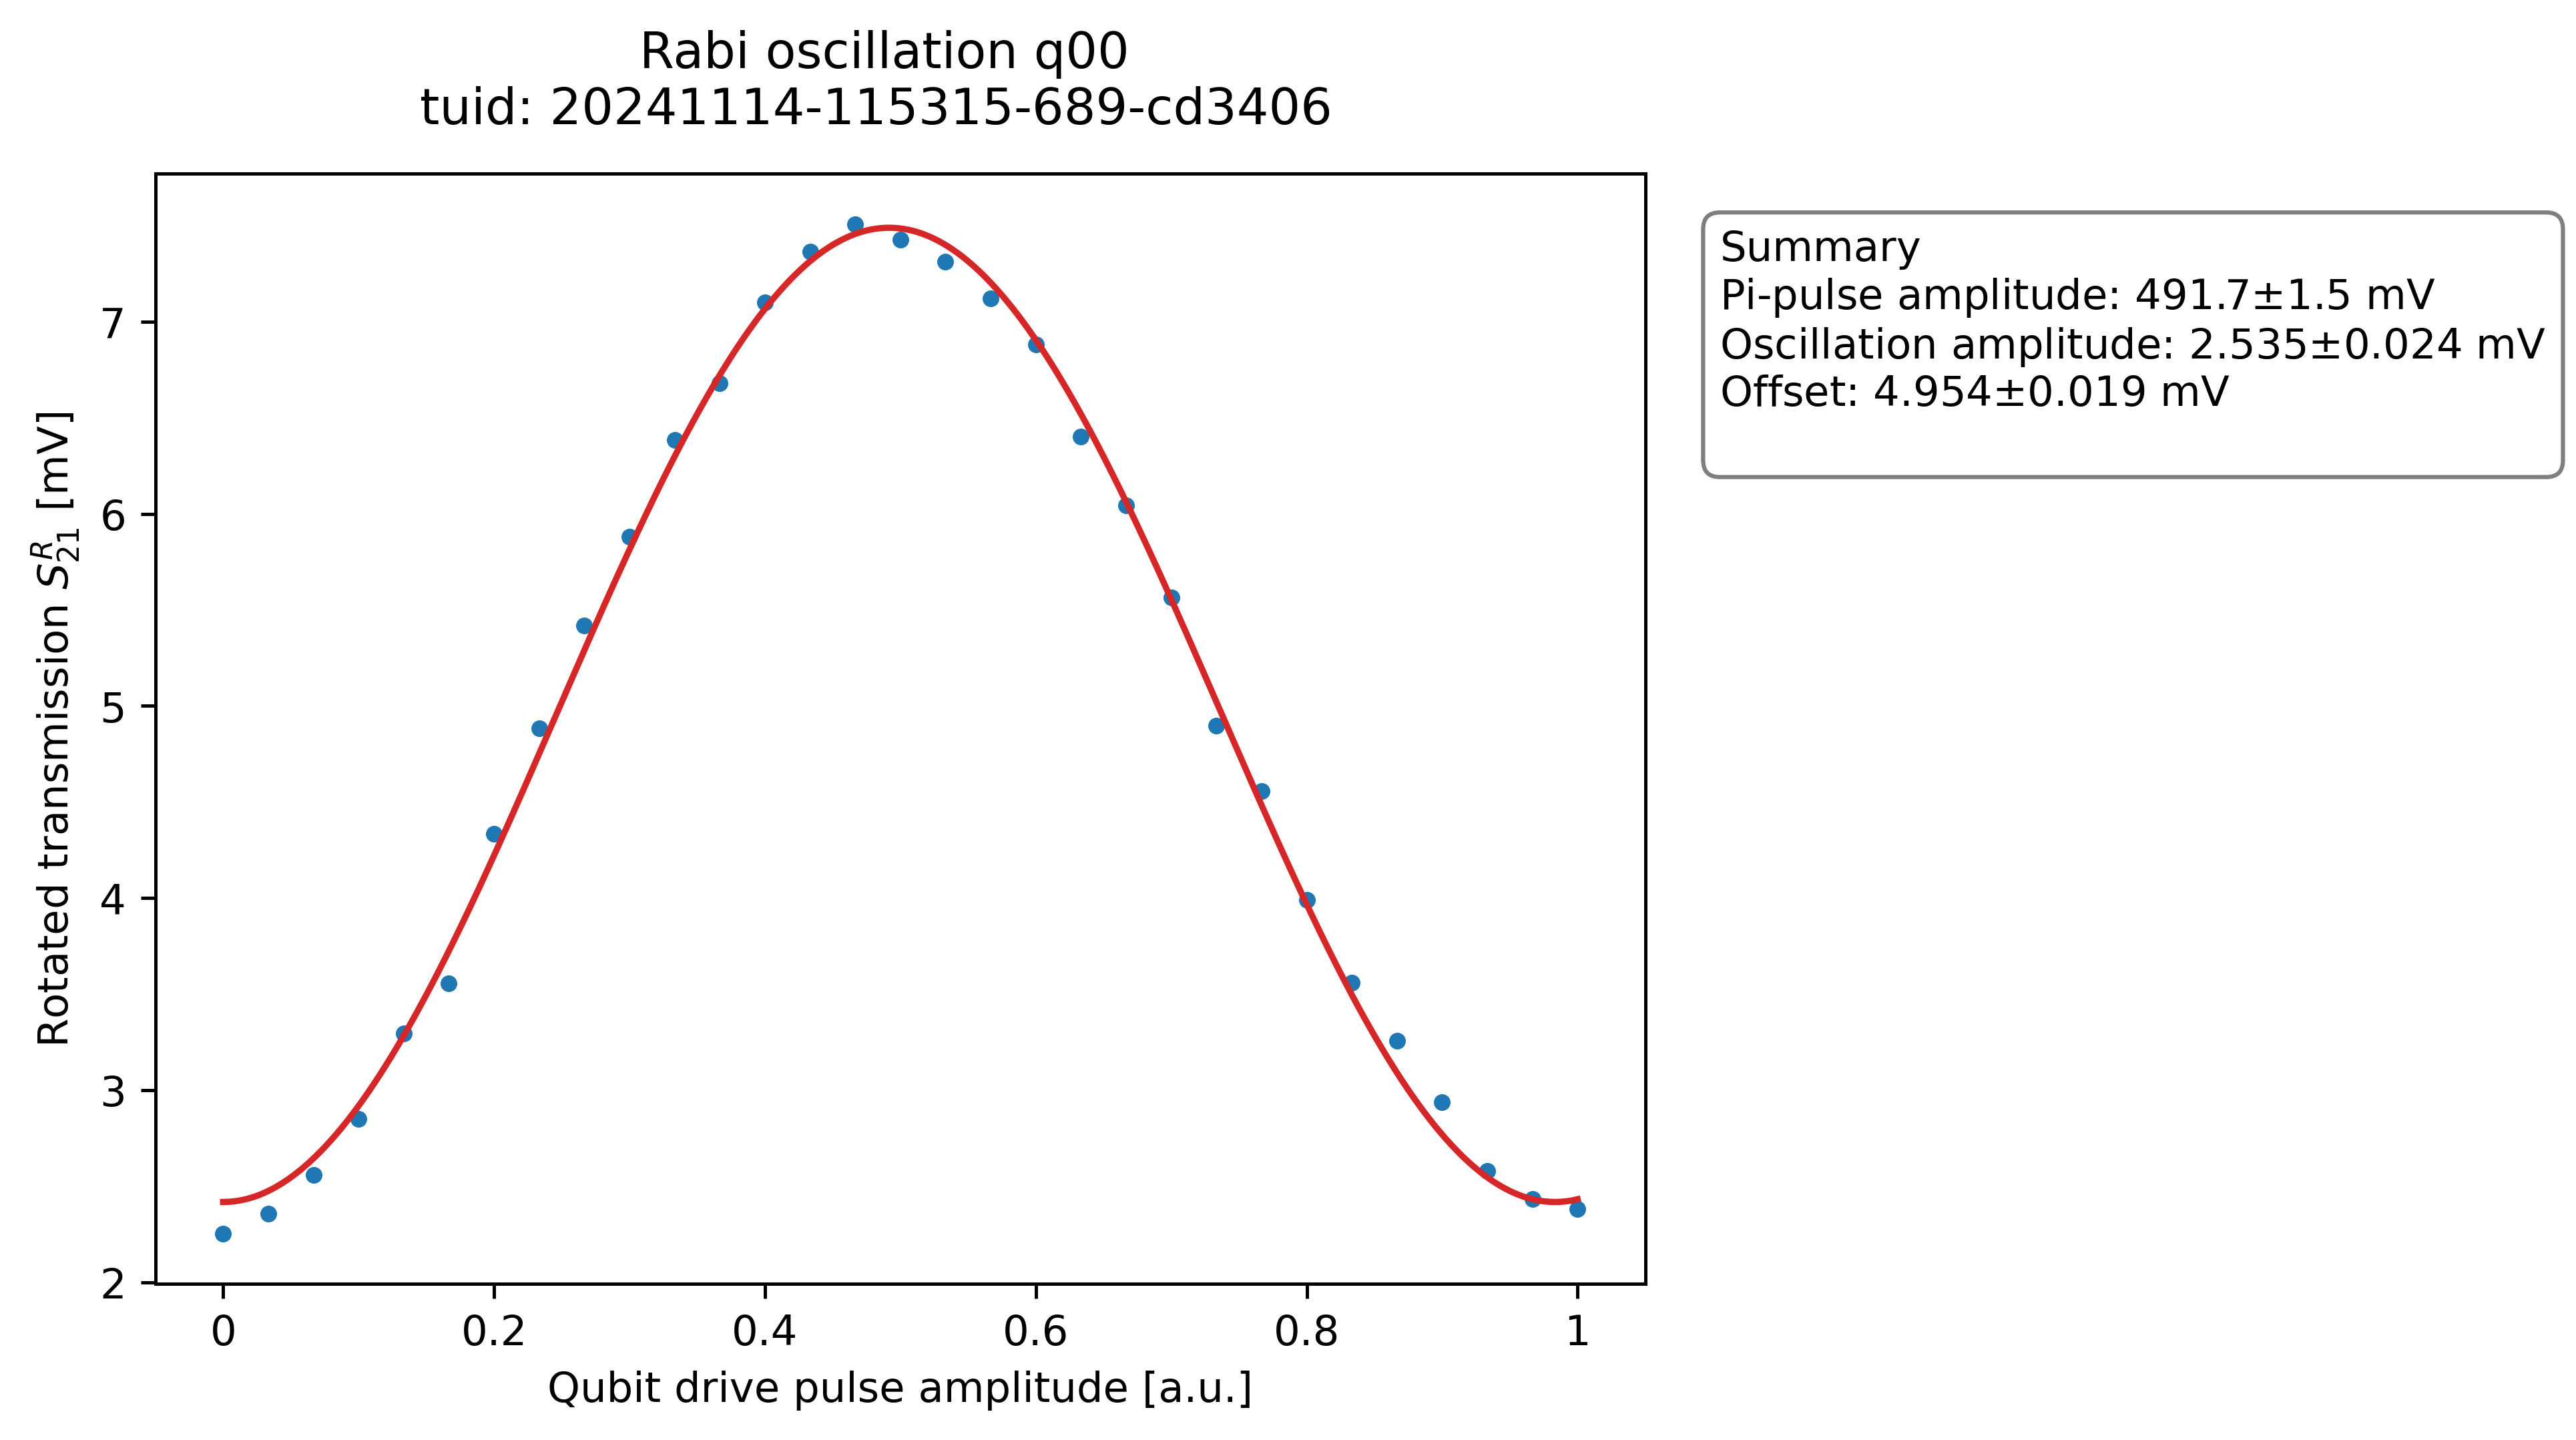 Rabi oscillation q00
tuid: 20241114-115315-689-cd3406
Summary
Pi-pulse amplitude: 491.7±1.5 mV
Oscillation amplitude: 2.535±0.024 mV
Offset: 4.954±0.019 mV
Rotated transmission S^R_21 [mV]
7
6
5
4
3
2
0 0.2 0.4 0.6 0.8 1
Qubit drive pulse amplitude [a.u.]